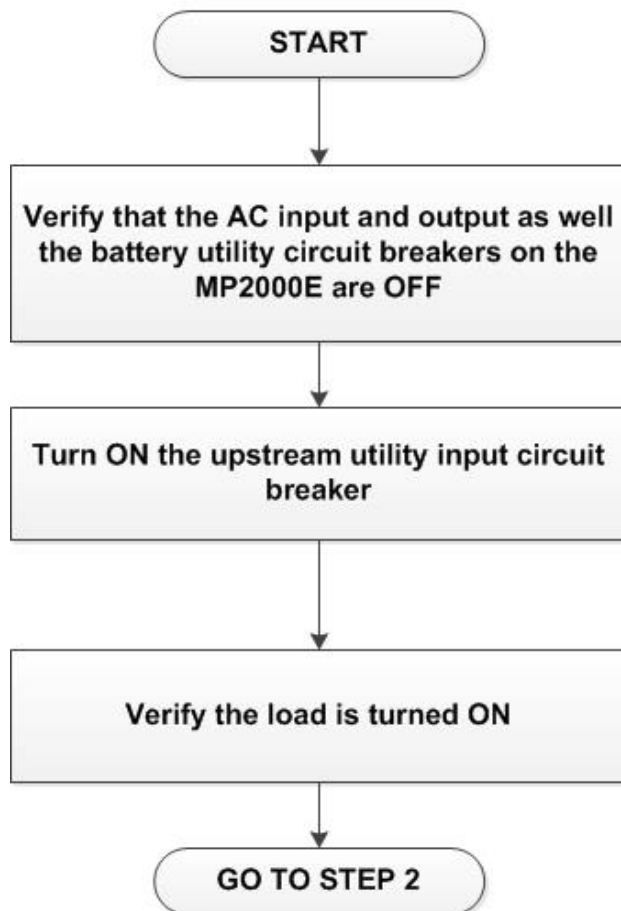 START
Verify that the AC input and output as well
the battery utility circuit breakers on the
MP2000E are OFF
Turn ON the upstream utility input circuit
breaker
Verify the load is turned ON
GO TO STEP 2